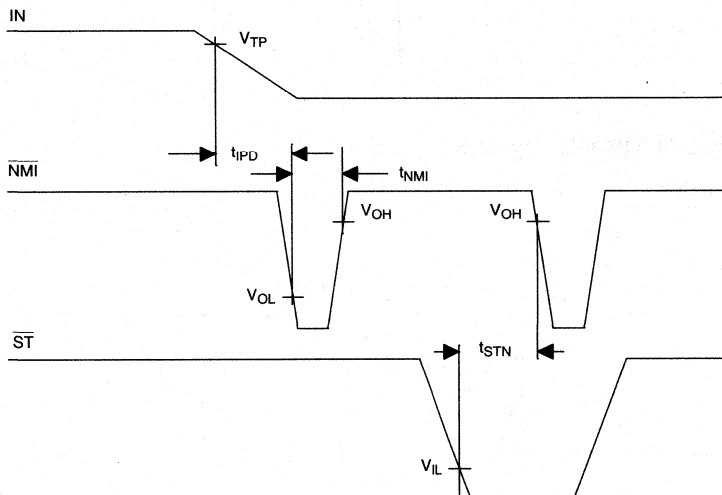 IN
VTP
tIPD
NMI
tNMI
VOH
VOH
VOL
ST
tSTN
VIL